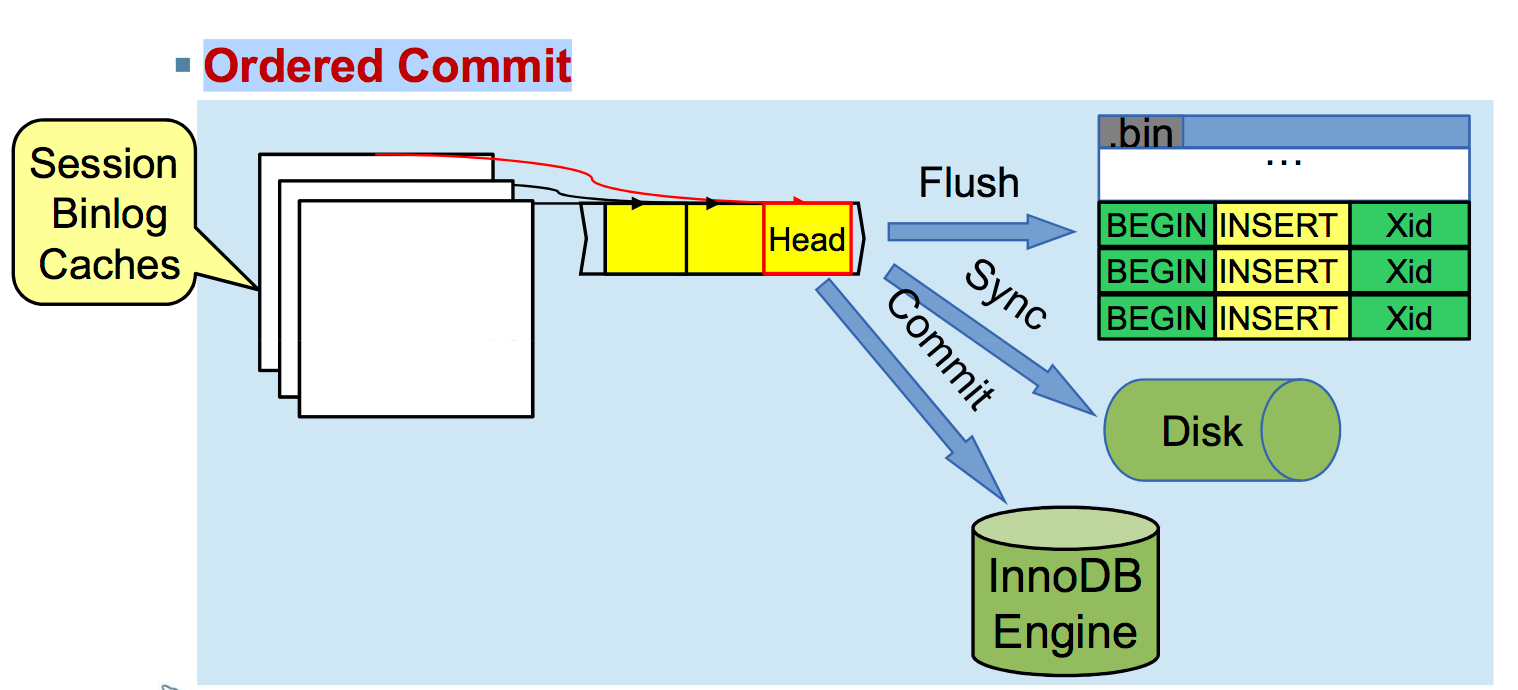 Ordered Commit
Session
Binlog
Caches
Head
Flush
Sync
Commit
.bin
...
BEGIN INSERT Xid
BEGIN INSERT Xid
BEGIN INSERT Xid
Disk
InnoDB
Engine